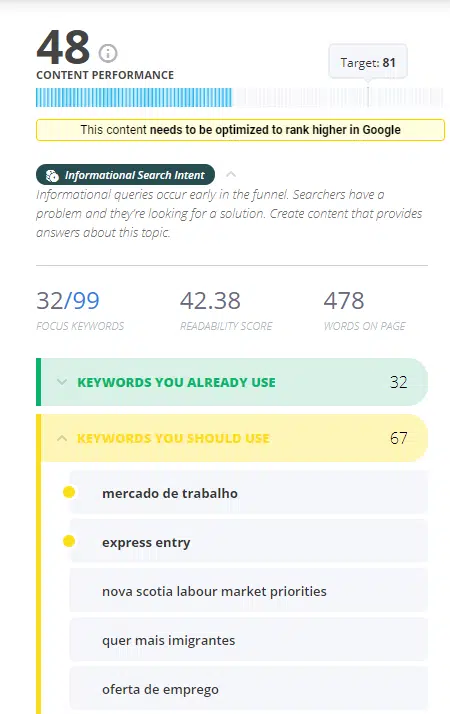 48
Target: 81
CONTENT PERFORMANCE
This content needs to be optimized to rank higher in Google
Informational Search Intent
Informational queries occur early in the funnel. Searchers have a
problem and they're looking for a solution. Create content that provides
answers about this topic.
32/99 42.38 478
FOCUS KEYWORDS READABILITY SCORE WORDS ON PAGE
KEYWORDS YOU ALREADY USE 32
KEYWORDS YOU SHOULD USE 67
mercado de trabalho
express entry
nova scotia labour market priorities
quer mais imigrantes
oferta de emprego